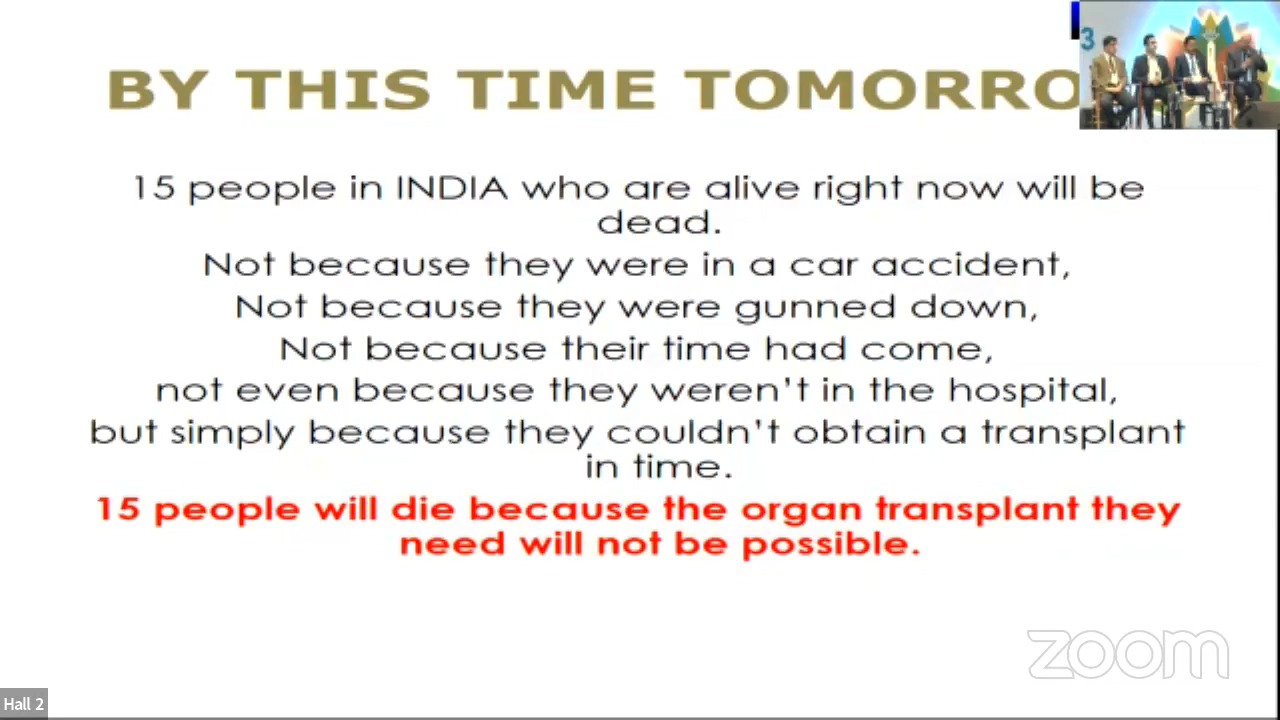 BY THIS TIME TOMORRO
3
15 people in INDIA who are alive right now will be
dead.
Not because they were in a car accident,
Not because they were gunned down,
Not because their time had come,
not even because they weren't in the hospital,
but simply because they couldn't obtain a transplant
in time.
15 people will die because the organ transplant they
need will not be possible.
zoom
Hall 2